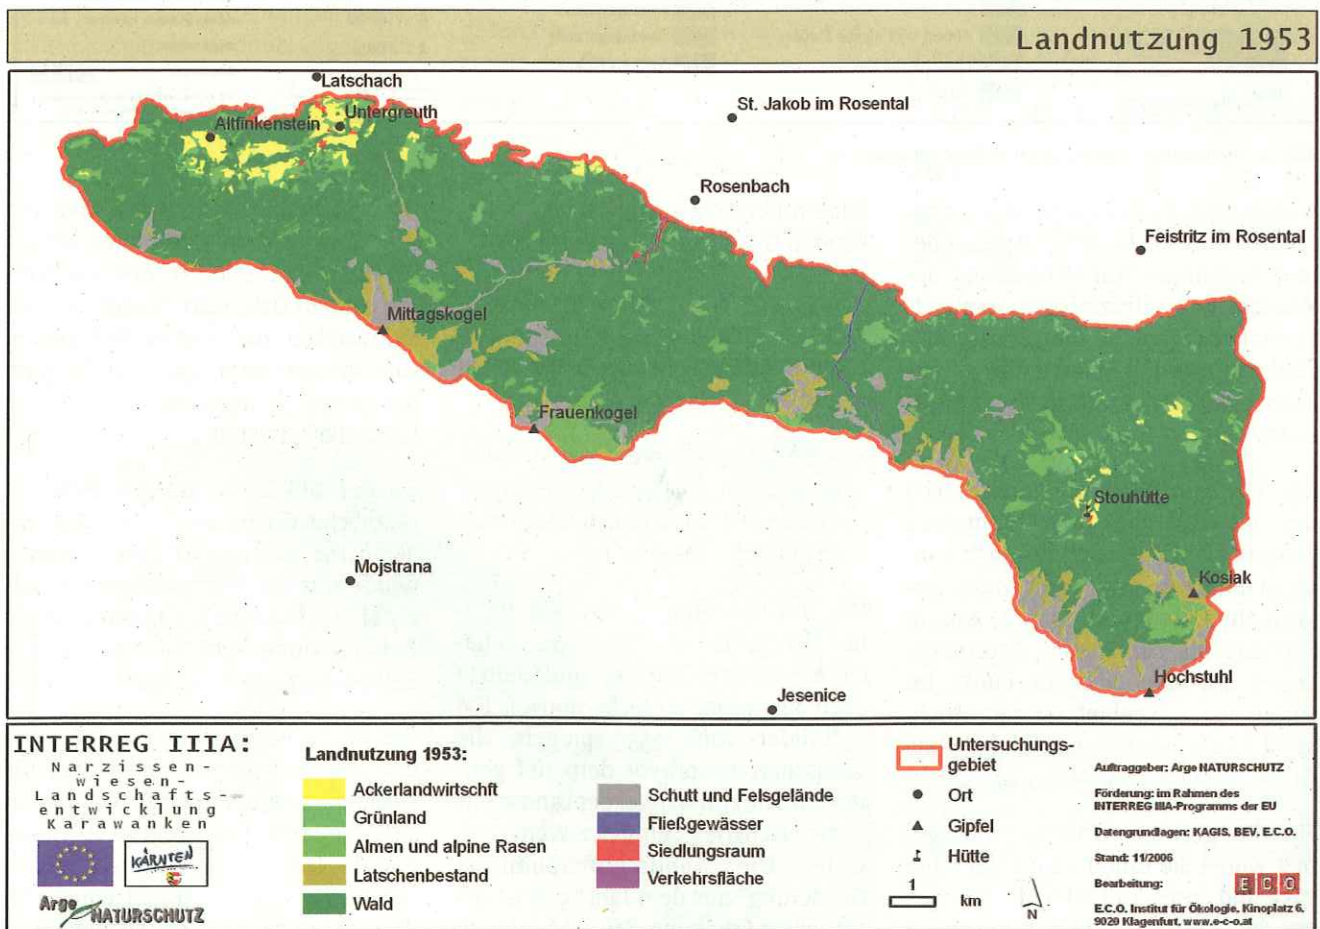 Landnutzung 1953
Latschach
Untergreuth
Altfinkenstein
St. Jakob im Rosental
Rosenbach
Feistritz im Rosental
Mittagskogel
Frauenkogel
Stouhütte
Mojstrana
Kosiak
Hochstuhl
Jesenice
INTERREG IIIA:
Narzissen-
wiesen-
Landschafts-
entwicklung
Karawanken
KÄRNTEN
Arge
NATURSCHUTZ
Landnutzung 1953:
Ackerlandwirtschft
Grünland
Almen und alpine Rasen
Latschenbestand
Wald
Schutt und Felsgelände
Fließgewässer
Siedlungsraum
Verkehrsfläche
Untersuchungs-
gebiet
Ort
Gipfel
Hütte
1
km
N
Auftraggeber: Arge NATURSCHUTZ
Förderung: im Rahmen des
INTERREG IIIA-Programms der EU
Datengrundlagen: KAGIS, BEV, E.C.O.
Stand: 11/2006
Bearbeitung:
E C O
E.C.O. Institut für Ökologie, Kinoplatz 6,
9020 Klagenfurt, www.e-c-o.at